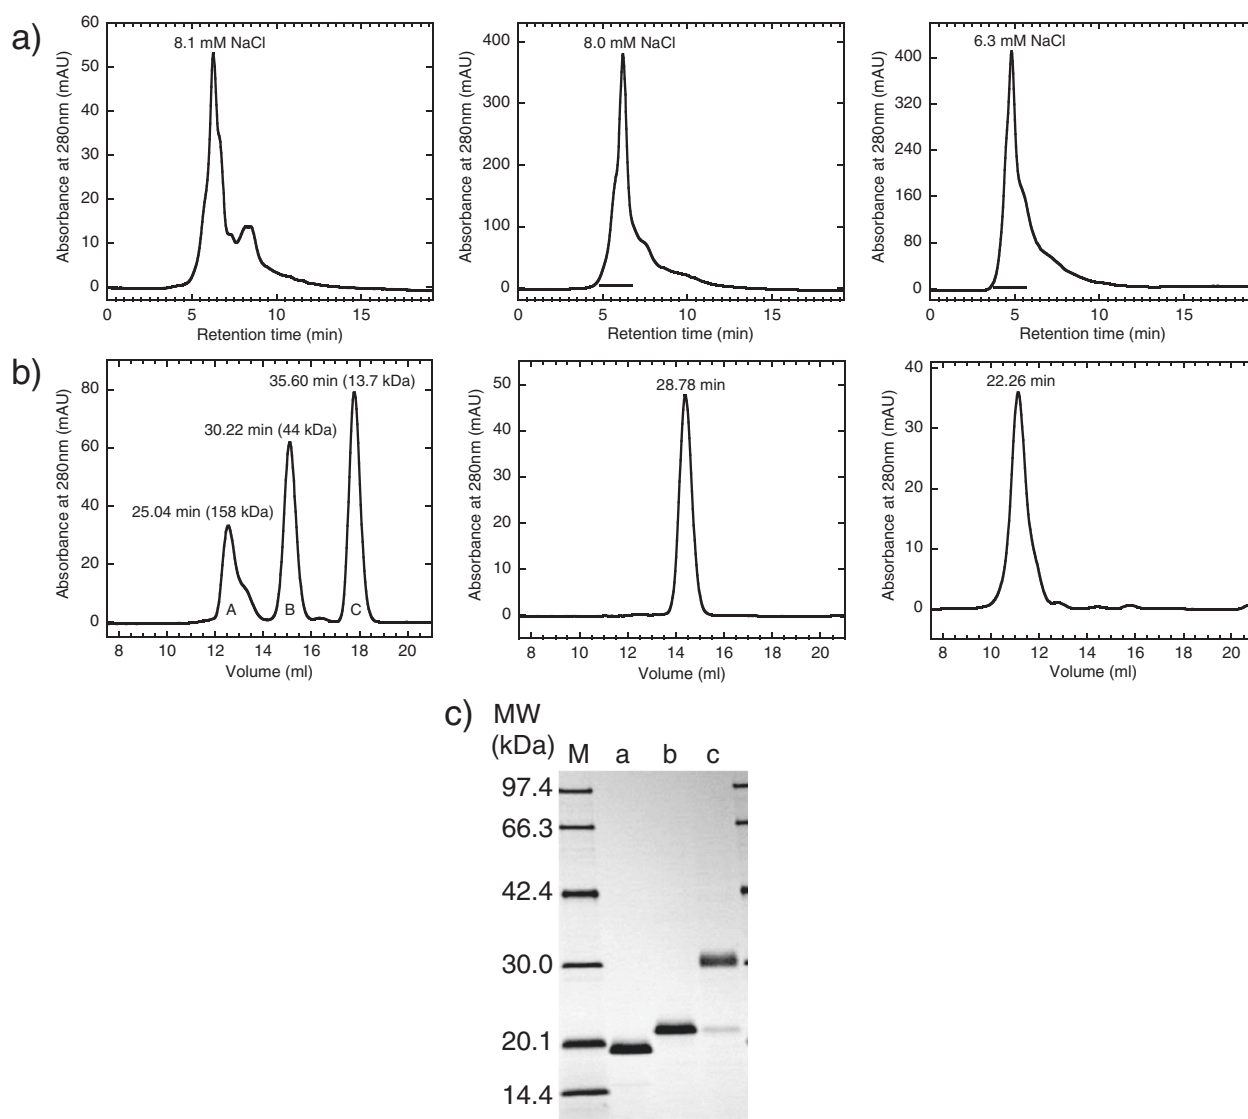 a)
8.1 mM NaCl
Absorbance at 280nm (mAU)
60
50
40
30
20
10
0
0 5 10 15
Retention time (min)
8.0 mM NaCl
Absorbance at 280nm (mAU)
400
300
200
100
0
0 5 10 15
Retention time (min)
6.3 mM NaCl
Absorbance at 280nm (mAU)
400
320
240
160
80
0
0 5 10 15
Retention time (min)
b)
35.60 min (13.7 kDa)
30.22 min (44 kDa)
25.04 min (158 kDa)
A B C
Absorbance at 280nm (mAU)
80
60
40
20
0
8 10 12 14 16 18 20
Volume (ml)
28.78 min
Absorbance at 280nm (mAU)
50
40
30
20
10
0
8 10 12 14 16 18 20
Volume (ml)
22.26 min
Absorbance at 280nm (mAU)
40
30
20
10
0
8 10 12 14 16 18 20
Volume (ml)
c) MW
(kDa) M a b c
97.4
66.3
42.4
30.0
20.1
14.4